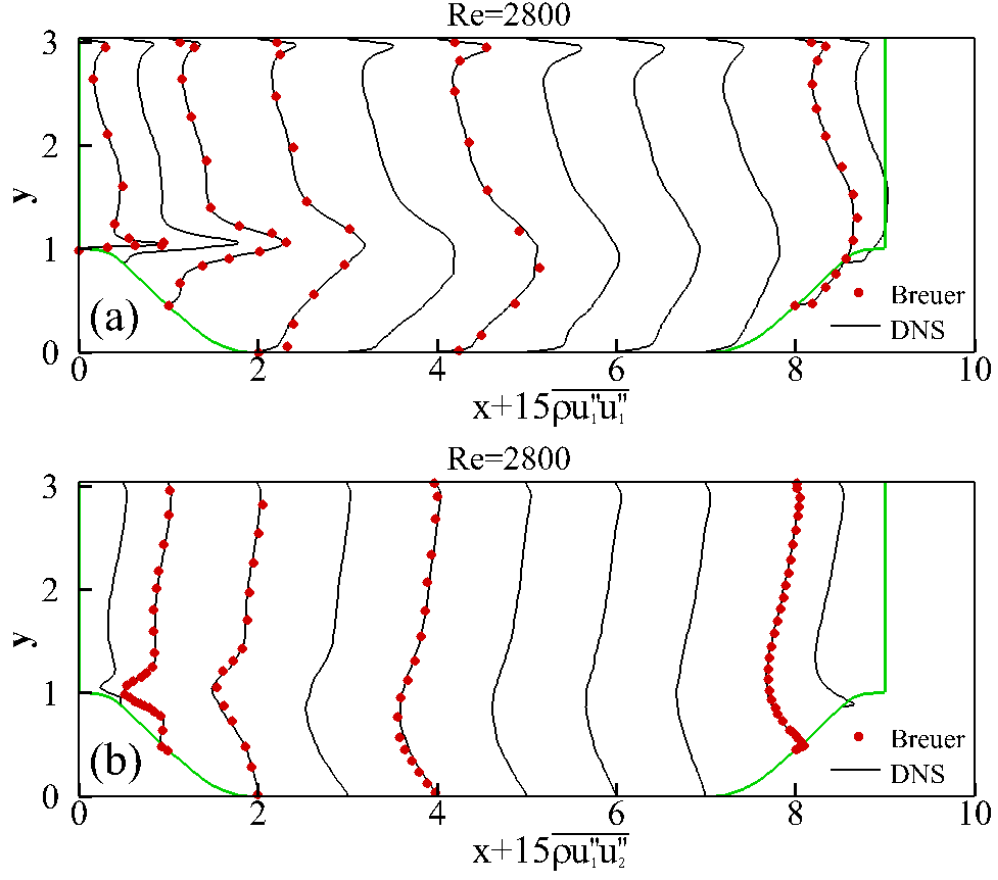 Re=2800
3
2
1
0
y
(a)
Breuer
DNS
0 2 4 6 8 10
x+15ρu₁"u₁"
Re=2800
3
2
1
0
y
(b)
Breuer
DNS
0 2 4 6 8 10
x+15ρu₁"u₂"